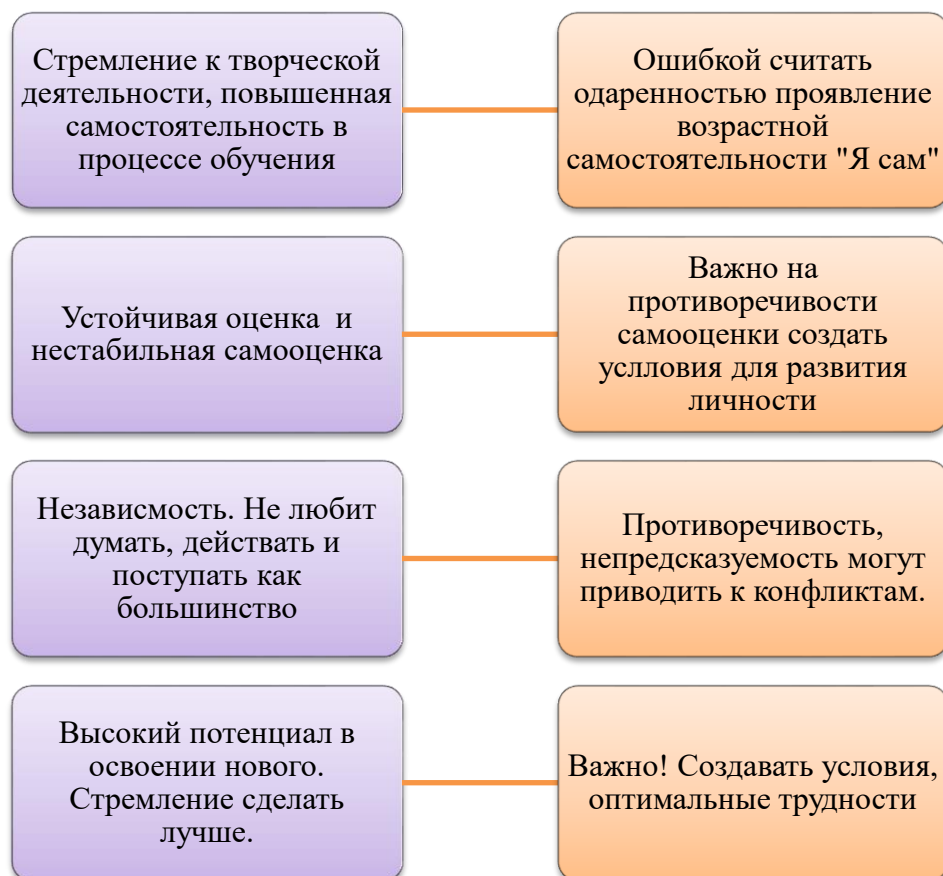 Стремление к творческой
деятельности, повышенная
самостоятельность в
процессе обучения
Ошибкой считать
одаренностью проявление
возрастной
самостоятельности "Я сам"
Устойчивая оценка и
нестабильная самооценка
Важно на
противоречивости
самооценки создать
услловия для развития
личности
Независмость. Не любит
думать, действать и
поступать как
большинство
Противоречивость,
непредсказуемость могут
приводить к конфликтам.
Высокий потенциал в
освоении нового.
Стремление сделать
лучше.
Важно! Создавать условия,
оптимальные трудности